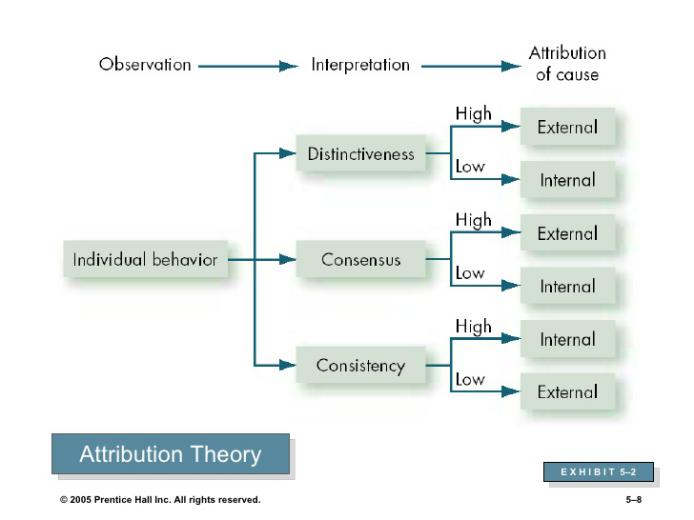 Observation
Interpretation
Attribution
of cause
High
External
Distinctiveness
Low
Internal
High
External
Individual behavior
Consensus
Low
Internal
High
Internal
Consistency
Low
External
Attribution Theory
EXHIBIT 5–2
© 2005 Prentice Hall Inc. All rights reserved.
5–8